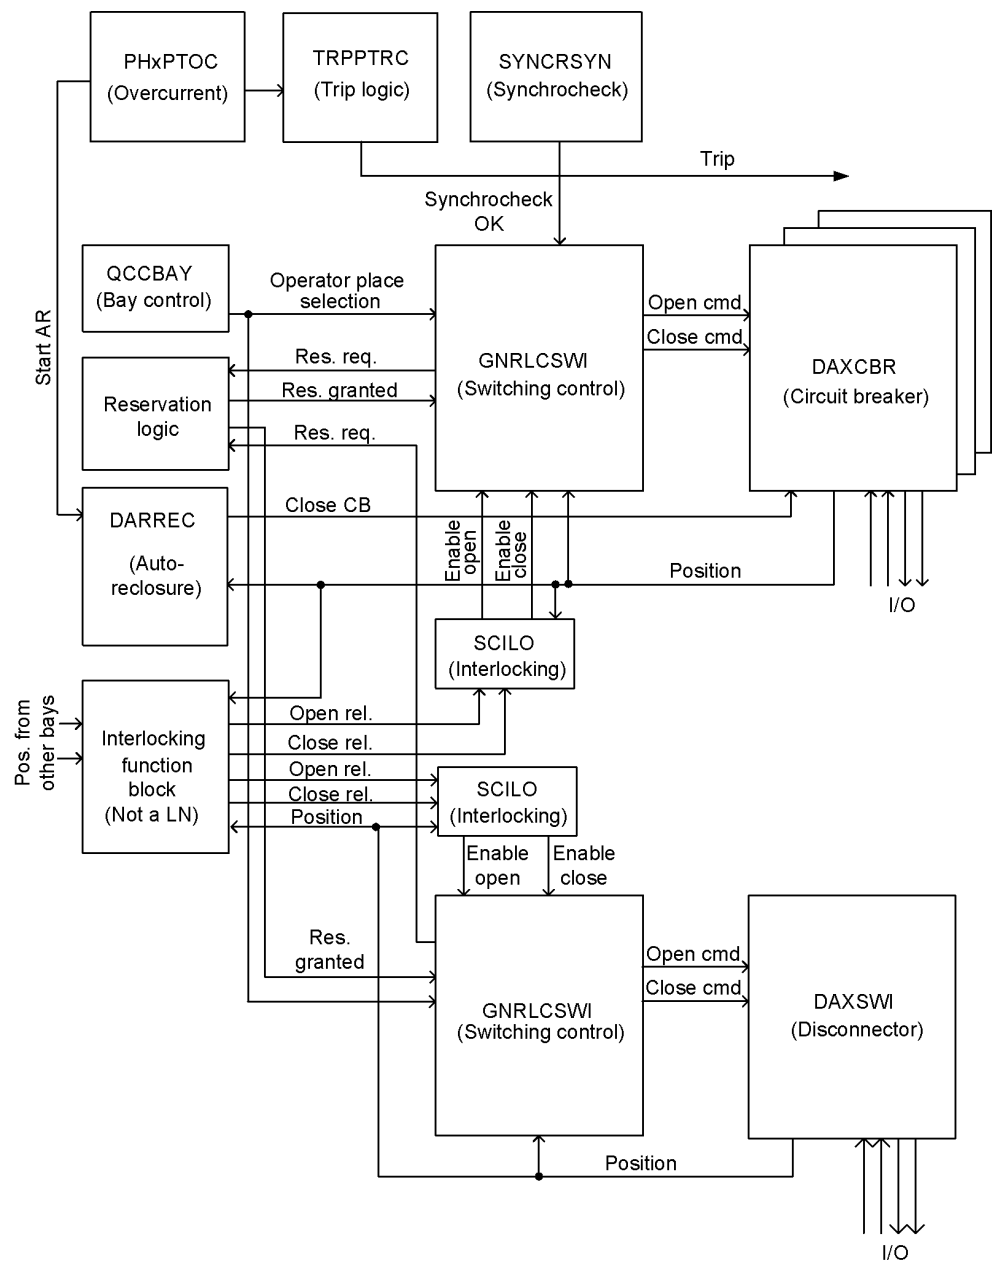 PHxPTOC
(Overcurrent)
TRPPTRC
(Trip logic)
SYNCRSYN
(Synchrocheck)
Trip
Synchrocheck
OK
Start AR
QCCBAY
(Bay control)
Operator place
selection
Res. req.
Res. granted
Reservation
logic
Res. req.
GNRLCSWI
(Switching control)
Open cmd
Close cmd
DAXCBR
(Circuit breaker)
DARREC
(Auto-
reclosure)
Close CB
Enable
open
Enable
close
Position
I/O
SCILO
(Interlocking)
Pos. from
other bays
Interlocking
function
block
(Not a LN)
Open rel.
Close rel.
Open rel.
Close rel.
Position
SCILO
(Interlocking)
Enable
open
Enable
close
Res.
granted
GNRLCSWI
(Switching control)
Open cmd
Close cmd
DAXSWI
(Disconnector)
Position
I/O